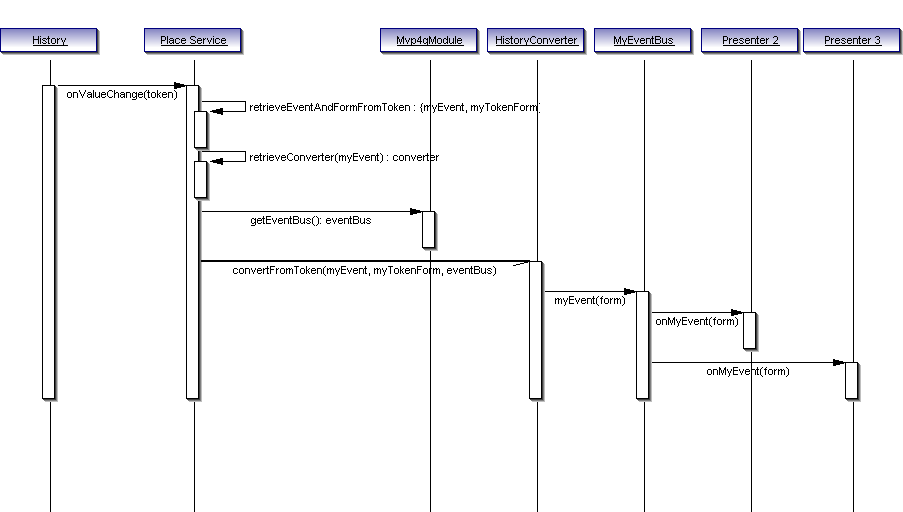 History
Place Service
Mvp4gModule
HistoryConverter
MyEventBus
Presenter 2
Presenter 3
onValueChange(token)
retrieveEventAndFormFromToken : (myEvent, myTokenForm)
retrieveConverter(myEvent) : converter
getEventBus(): eventBus
convertFromToken(myEvent, myTokenForm, eventBus)
myEvent(form)
onMyEvent(form)
onMyEvent(form)